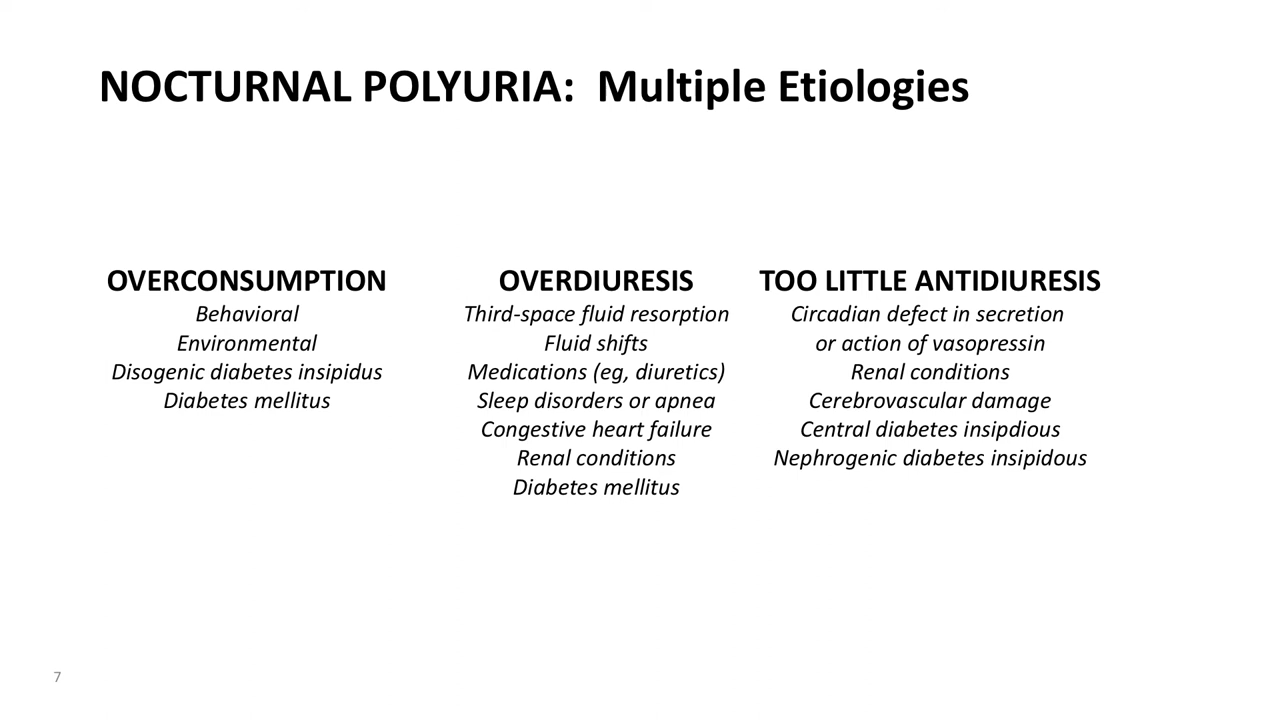 NOCTURNAL POLYURIA: Multiple Etiologies
OVERCONSUMPTION
Behavioral
Environmental
Disogenic diabetes insipidus
Diabetes mellitus
OVERDIURESIS
Third-space fluid resorption
Fluid shifts
Medications (eg, diuretics)
Sleep disorders or apnea
Congestive heart failure
Renal conditions
Diabetes mellitus
TOO LITTLE ANTIDIURESIS
Circadian defect in secretion
or action of vasopressin
Renal conditions
Cerebrovascular damage
Central diabetes insipdious
Nephrogenic diabetes insipidous
7